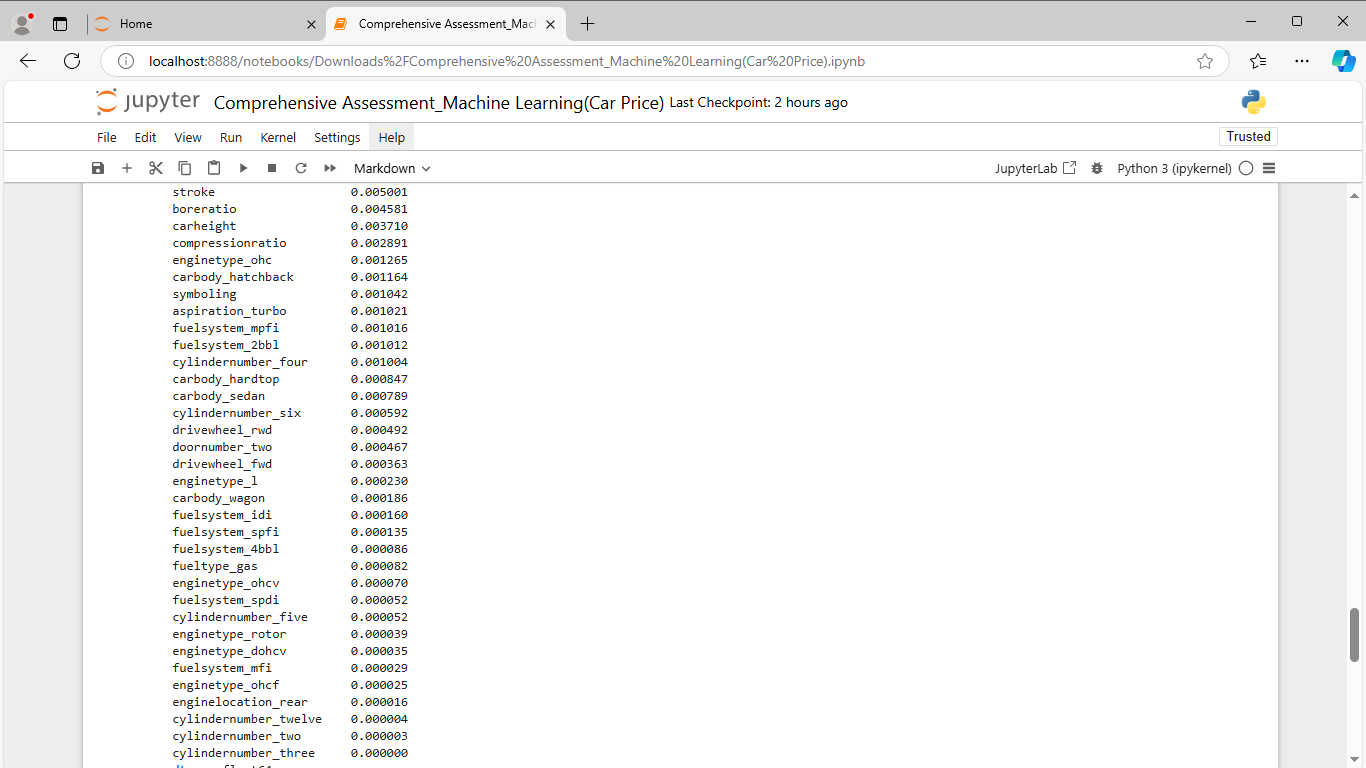 Home
Comprehensive Assessment_Mach
localhost:8888/notebooks/Downloads%2FComprehensive%20Assessment_Machine%20Learning(Car%20Price).ipynb
jupyter Comprehensive Assessment_Machine Learning(Car Price) Last Checkpoint: 2 hours ago
File Edit View Run Kernel Settings Help Trusted
Markdown JupyterLab Python 3 (ipykernel)
stroke 0.005001
boreratio 0.004581
carheight 0.003710
compressionratio 0.002891
enginetype_ohc 0.001265
carbody_hatchback 0.001164
symboling 0.001042
aspiration_turbo 0.001021
fuelsystem_mpfi 0.001016
fuelsystem_2bbl 0.001012
cylindernumber_four 0.001004
carbody_hardtop 0.000847
carbody_sedan 0.000789
cylindernumber_six 0.000592
drivewheel_rwd 0.000492
doornumber_two 0.000467
drivewheel_fwd 0.000363
enginetype_l 0.000230
carbody_wagon 0.000186
fuelsystem_idi 0.000160
fuelsystem_spfi 0.000135
fuelsystem_4bbl 0.000086
fueltype_gas 0.000082
enginetype_ohcv 0.000070
fuelsystem_spdi 0.000052
cylindernumber_five 0.000052
enginetype_rotor 0.000039
enginetype_dohcv 0.000035
fuelsystem_mfi 0.000029
enginetype_ohcf 0.000025
enginelocation_rear 0.000016
cylindernumber_twelve 0.000004
cylindernumber_two 0.000003
cylindernumber_three 0.000000